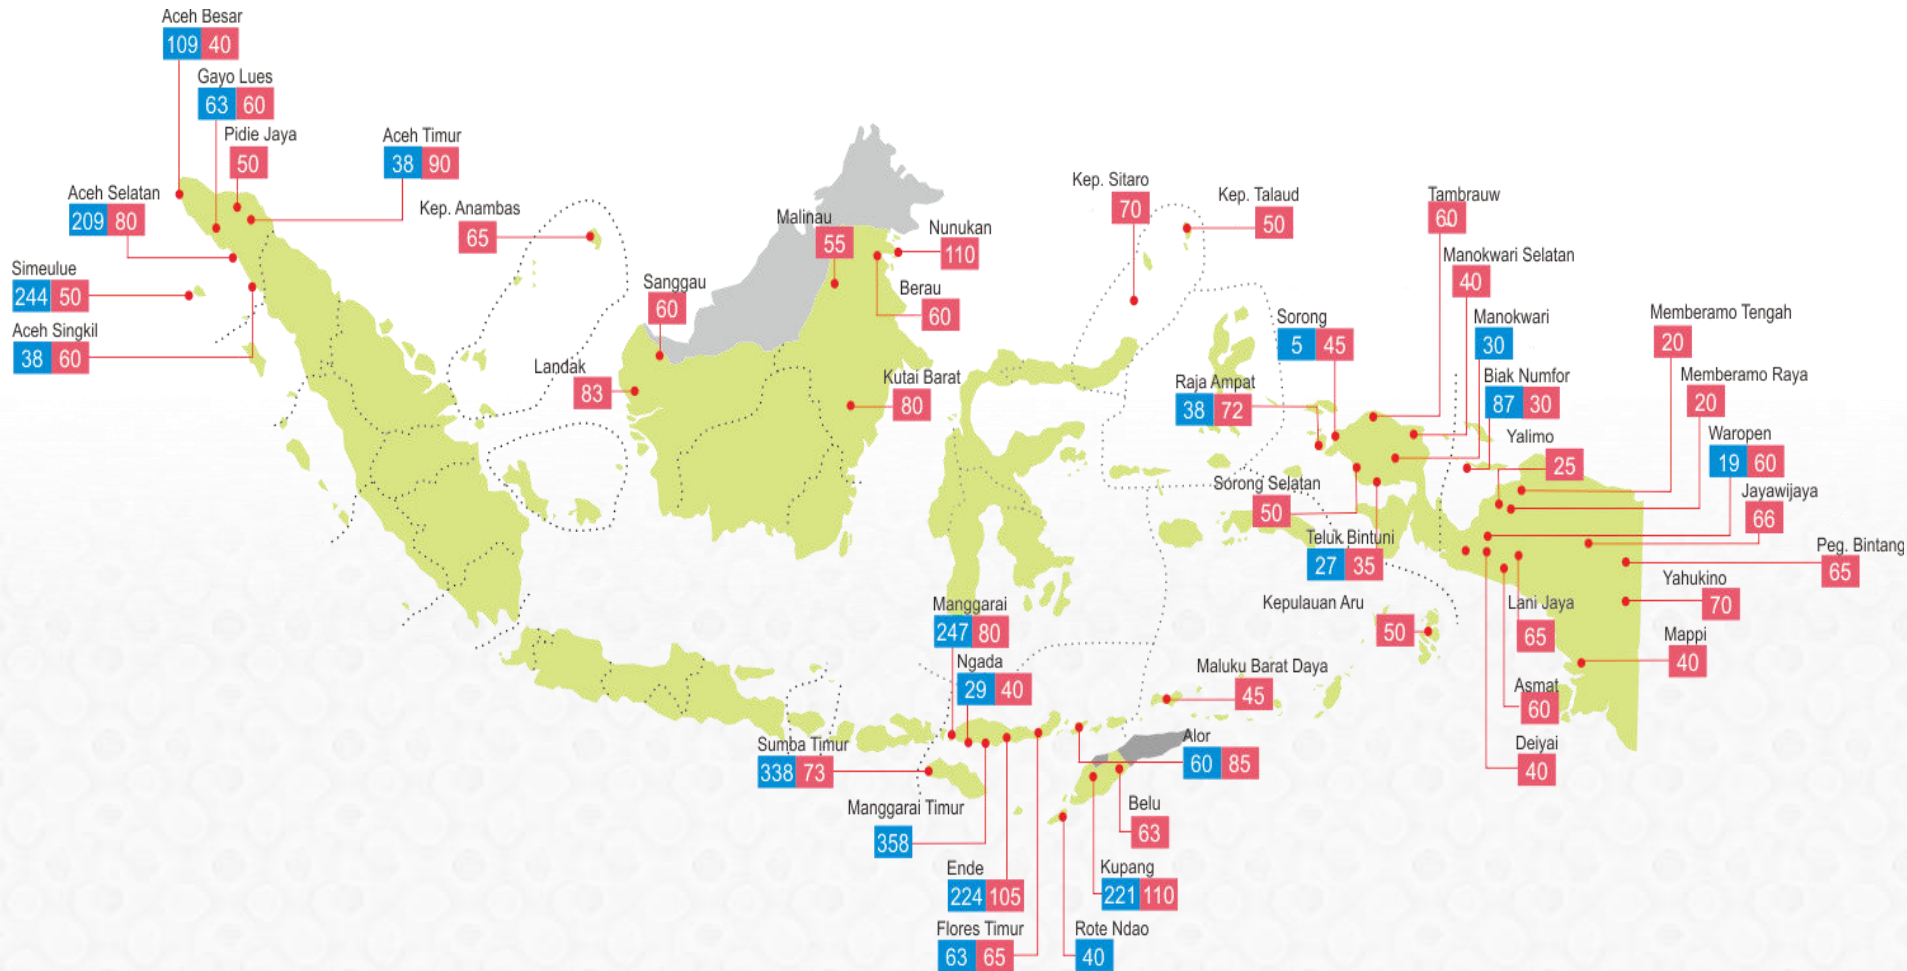 Aceh Besar
109 40
Gayo Lues
63 60
Pidie Jaya
50
Aceh Timur
38 90
Aceh Selatan
209 80
Simeulue
244 50
Aceh Singkil
38 60
Kep. Anambas
65
Sanggau
60
Landak
83
Malinau
55
Nunukan
110
Berau
60
Kutai Barat
80
Kep. Sitaro
70
Kep. Talaud
50
Tambrauw
60
Manokwari Selatan
40
Sorong
5 45
Manokwari
30
Raja Ampat
38 72
Biak Numfor
87 30
Memberamo Tengah
20
Memberamo Raya
20
Yalimo
25
Waropen
19 60
Jayawijaya
66
Peg. Bintang
65
Yahukino
70
Mappi
40
Sorong Selatan
50
Teluk Bintuni
27 35
Kepulauan Aru
50
Lani Jaya
65
Asmat
60
Deiyai
40
Maluku Barat Daya
45
Manggarai
247 80
Ngada
29 40
Sumba Timur
338 73
Manggarai Timur
358
Alor
60 85
Belu
63
Ende
224 105
Kupang
221 110
Flores Timur
63 65
Rote Ndao
40